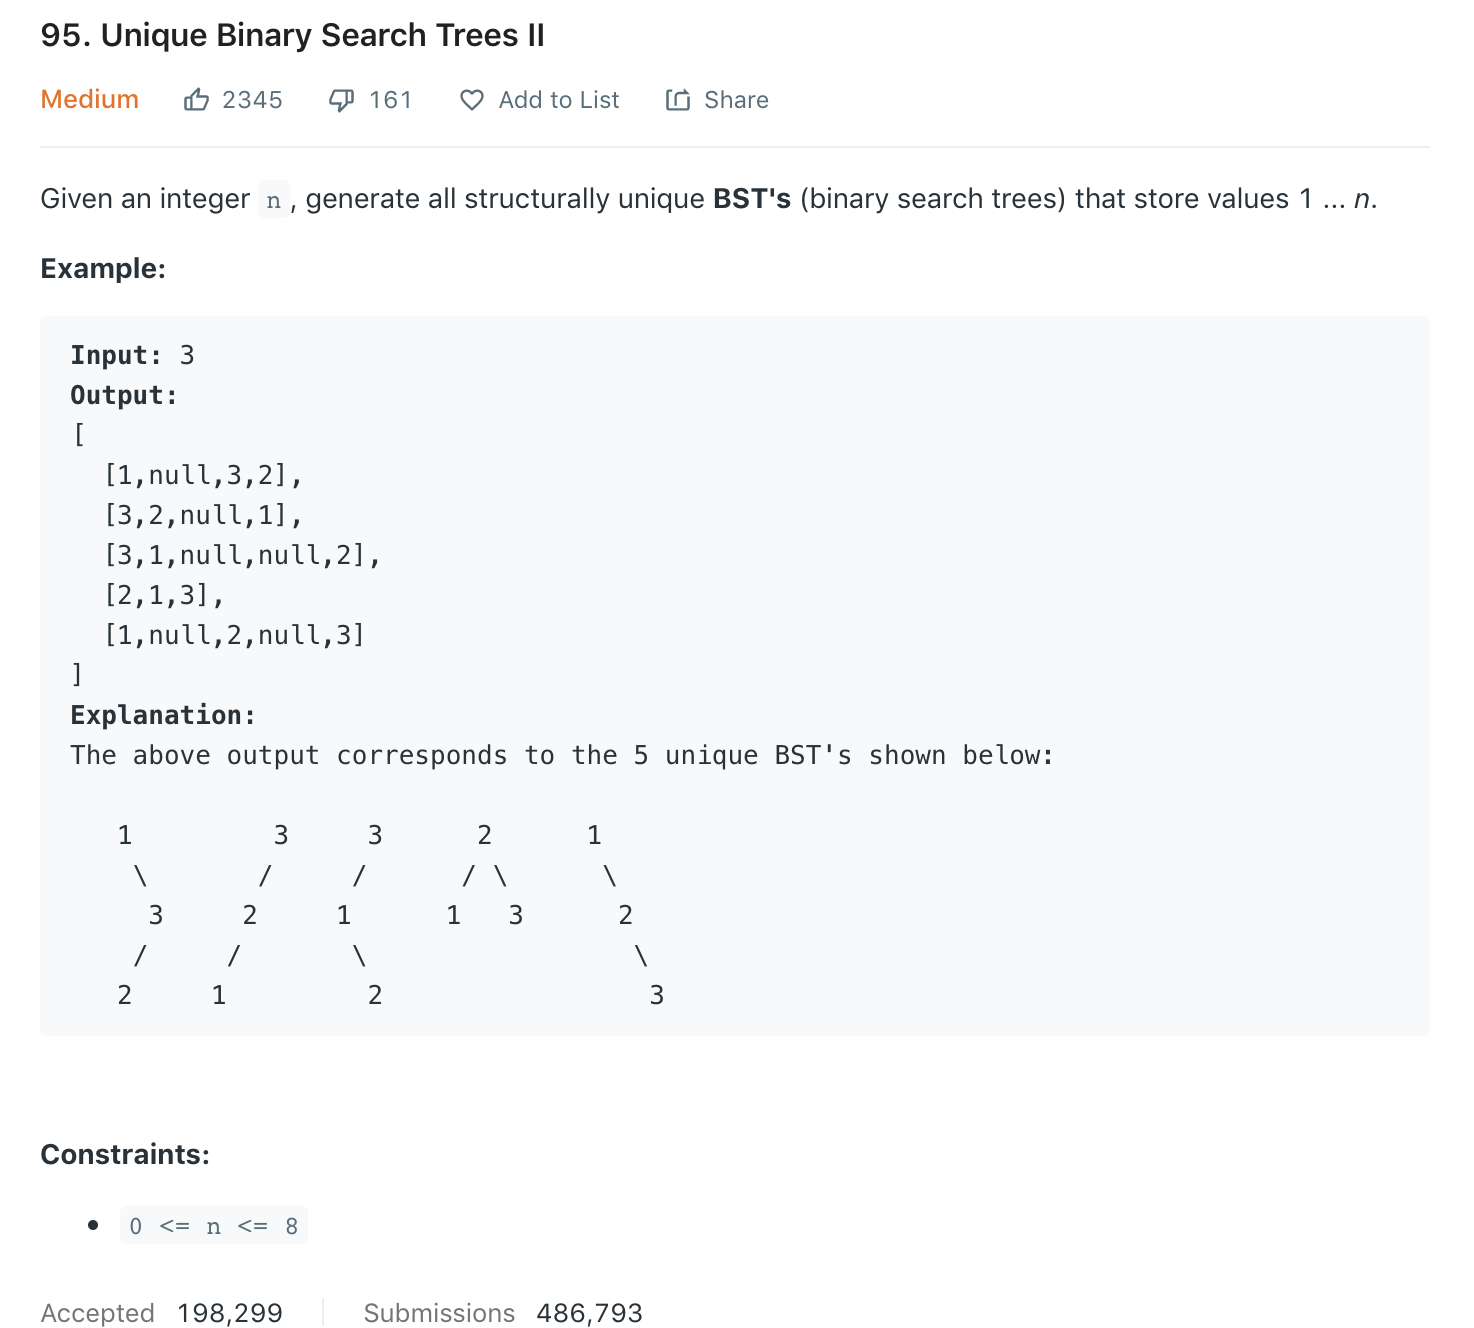 95. Unique Binary Search Trees II
Medium 2345 161 Add to List Share
Given an integer n, generate all structurally unique BST's (binary search trees) that store values 1 ... n.
Example:
Input: 3
Output:
[
  [1,null,3,2],
  [3,2,null,1],
  [3,1,null,null,2],
  [2,1,3],
  [1,null,2,null,3]
]
Explanation:
The above output corresponds to the 5 unique BST's shown below:
   1         3     3      2      1
    \       /     /      / \      \
     3     2     1      1   3      2
    /     /       \                 \
   2     1         2                 3
Constraints:
• 0 <= n <= 8
Accepted 198,299 Submissions 486,793